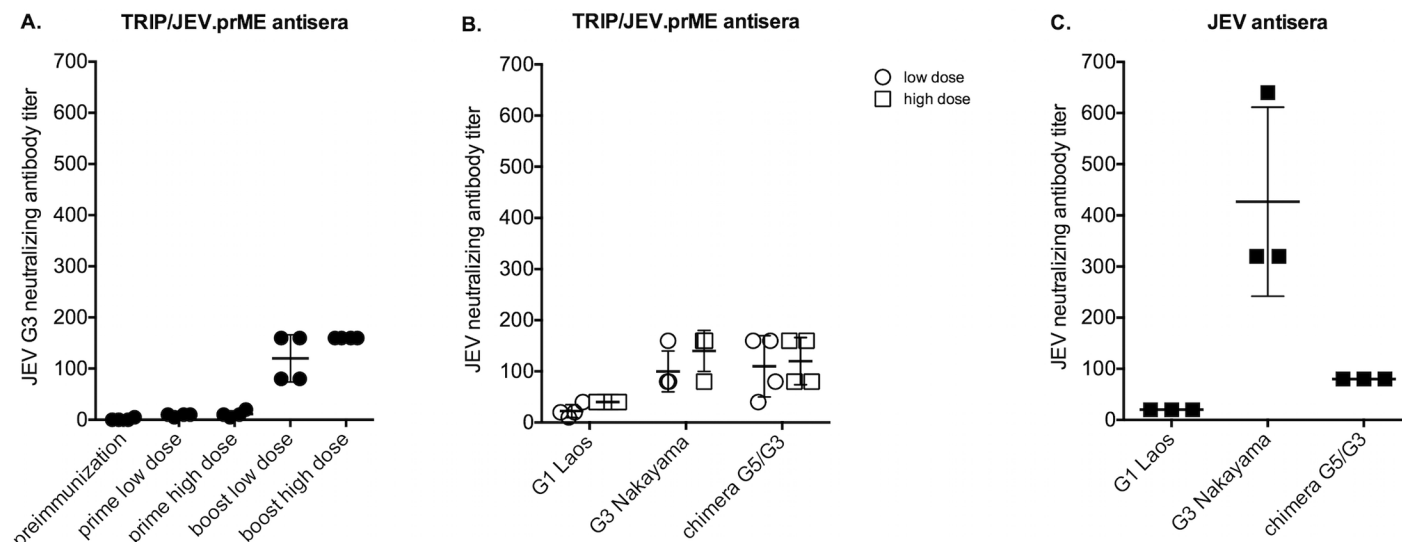 A. TRIP/JEV.prME antisera
JEV G3 neutralizing antibody titer
700
600
500
400
300
200
100
0
preimmunization
prime low dose
prime high dose
boost low dose
boost high dose
B. TRIP/JEV.prME antisera
JEV neutralizing antibody titer
700
600
500
400
300
200
100
0
G1 Laos
G3 Nakayama
chimera G5/G3
low dose
high dose
C. JEV antisera
JEV neutralizing antibody titer
700
600
500
400
300
200
100
0
G1 Laos
G3 Nakayama
chimera G5/G3